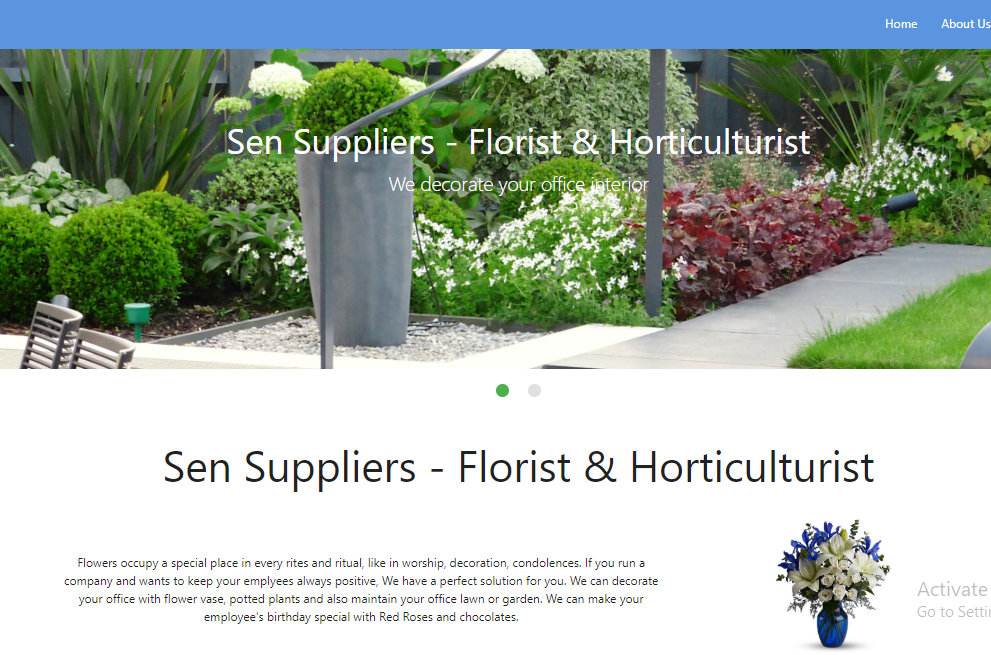 Home About Us
Sen Suppliers - Florist & Horticulturist
We decorate your office interior
Sen Suppliers - Florist & Horticulturist
Flowers occupy a special place in every rites and ritual, like in worship, decoration, condolences. If you run a
company and wants to keep your emplyees always positive, We have a perfect solution for you. We can decorate
your office with flower vase, potted plants and also maintain your office lawn or garden. We can make your
employee's birthday special with Red Roses and chocolates.
Activate
Go to Setti